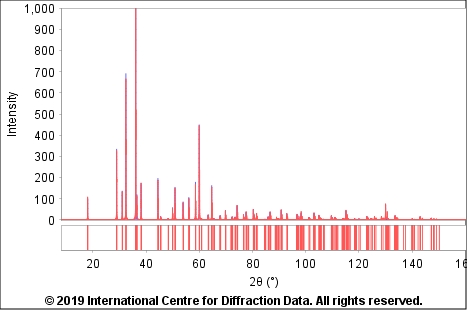 1,000
900
800
700
600
500
400
300
200
100
0
Intensity
20 40 60 80 100 120 140 16
2θ (°)
© 2019 International Centre for Diffraction Data. All rights reserved.